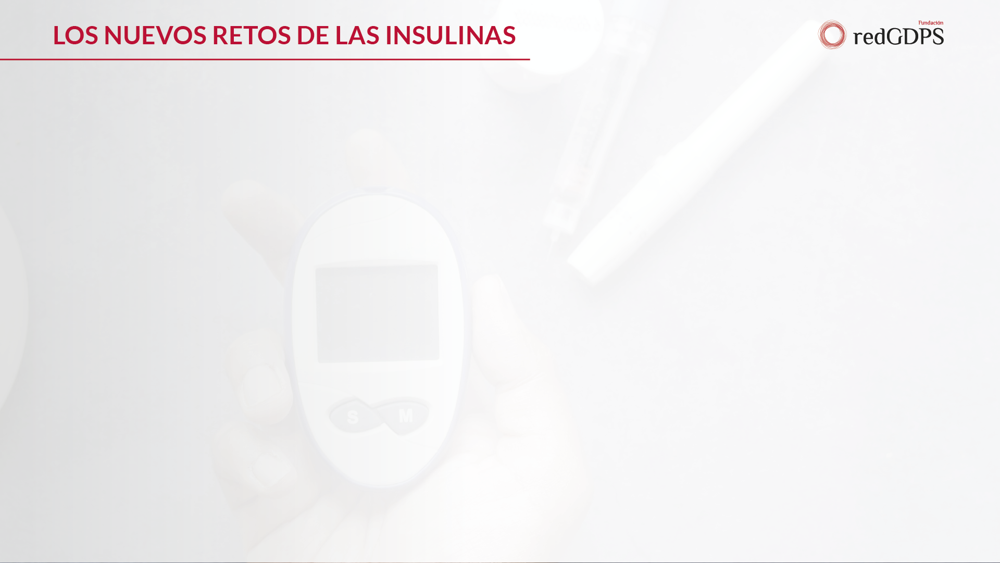 LOS NUEVOS RETOS DE LAS INSULINAS
Fundación
redGDPS
S M